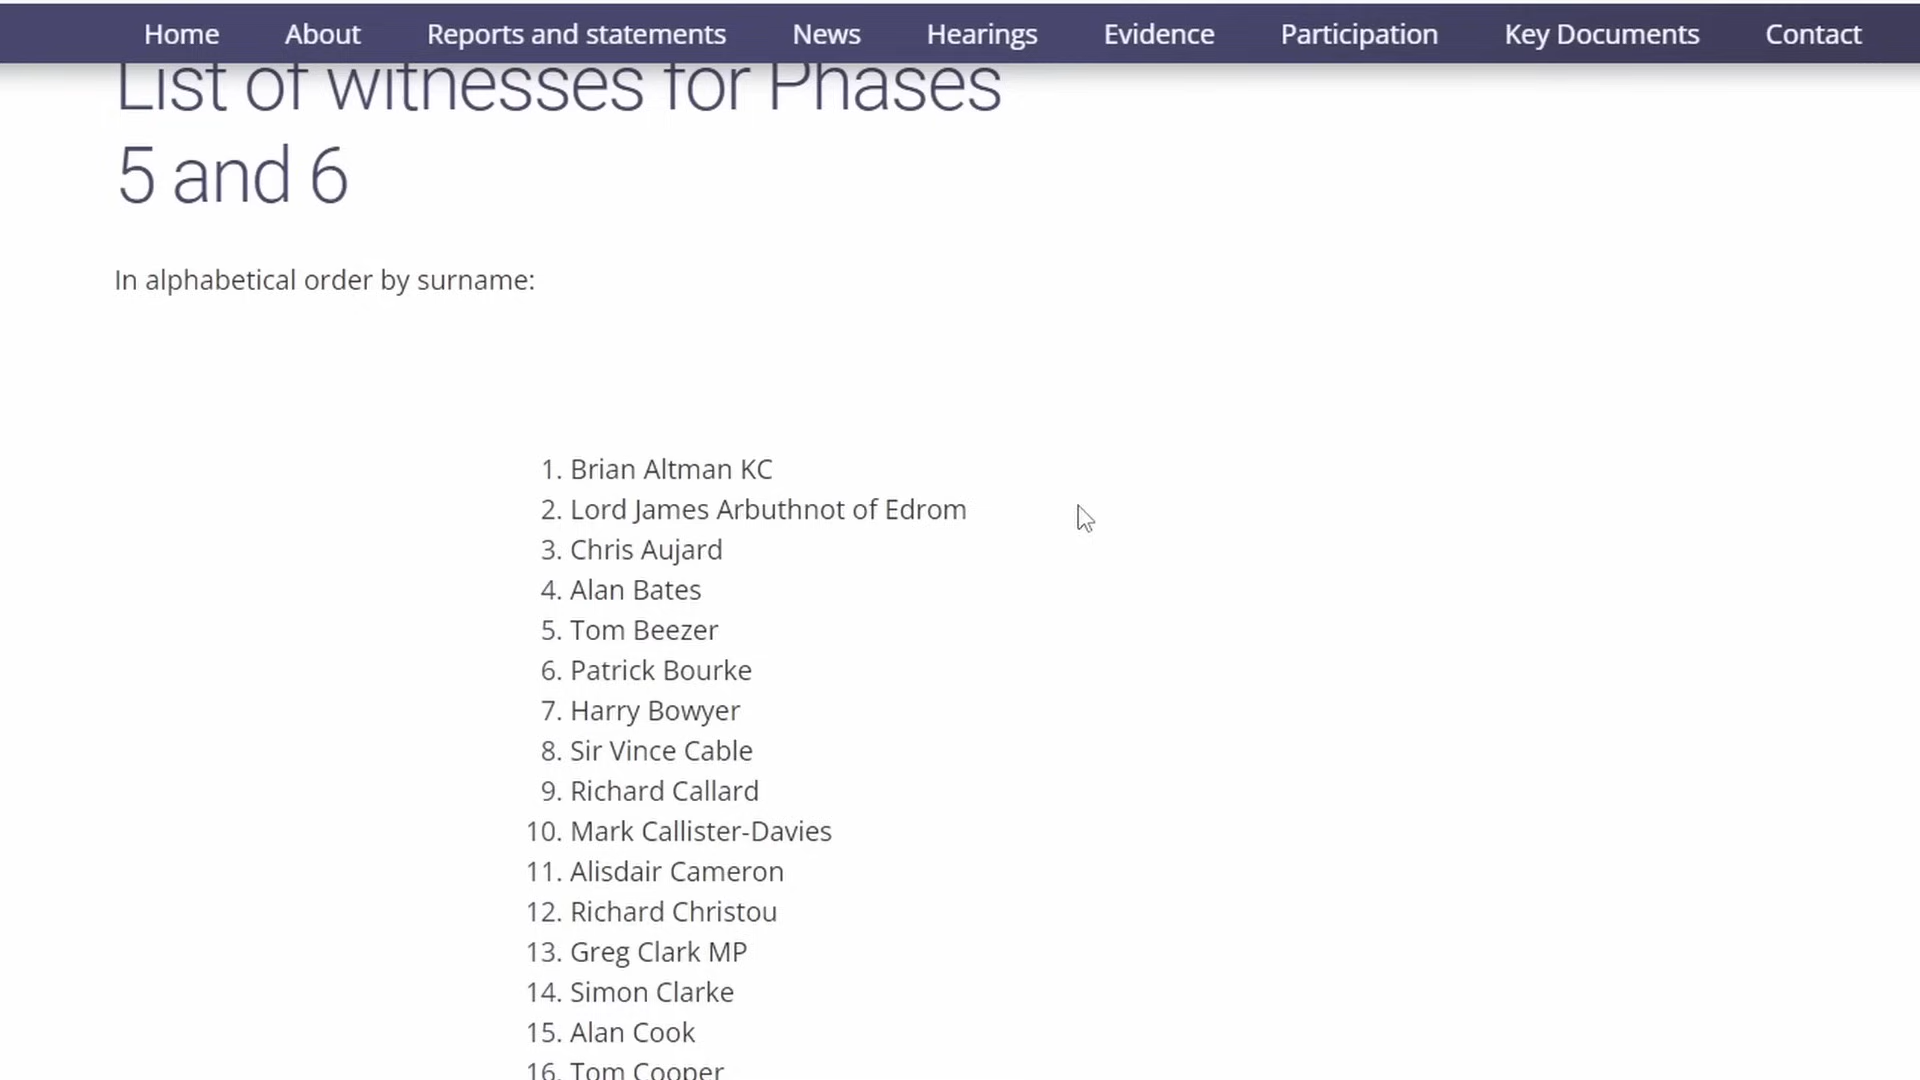 Home About Reports and statements News Hearings Evidence Participation Key Documents Contact
List of witnesses for Phases
5 and 6
In alphabetical order by surname:
1. Brian Altman KC
2. Lord James Arbuthnot of Edrom
3. Chris Aujard
4. Alan Bates
5. Tom Beezer
6. Patrick Bourke
7. Harry Bowyer
8. Sir Vince Cable
9. Richard Callard
10. Mark Callister-Davies
11. Alisdair Cameron
12. Richard Christou
13. Greg Clark MP
14. Simon Clarke
15. Alan Cook
16. Tom Cooper